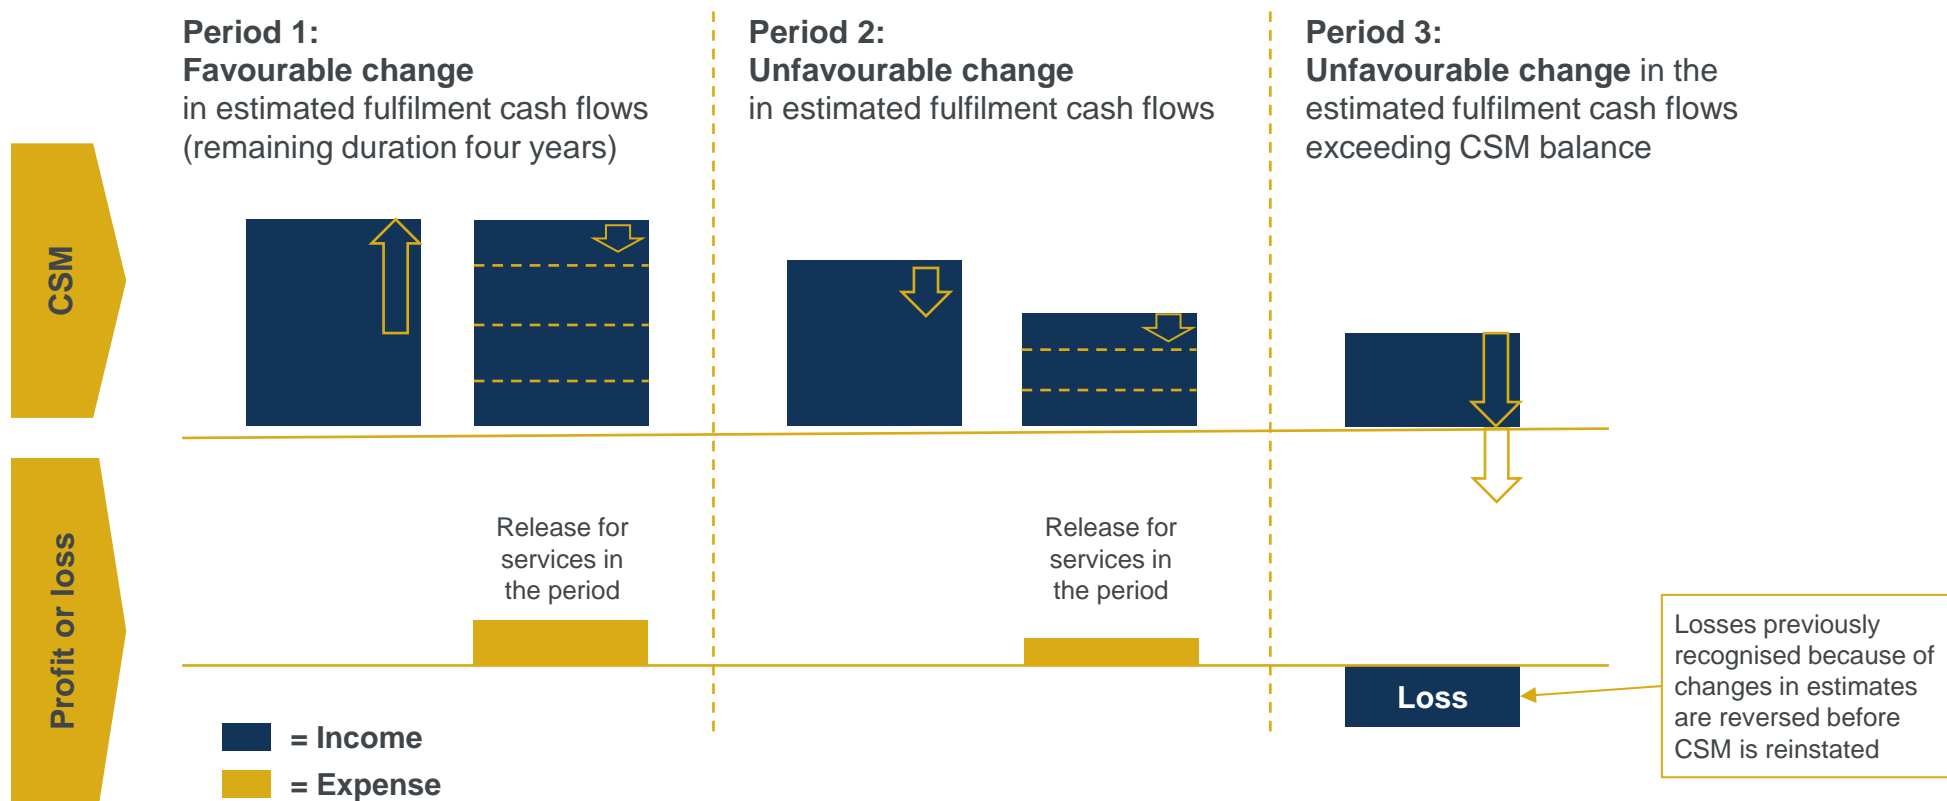 Period 1:
Favourable change
in estimated fulfilment cash flows
(remaining duration four years)
Period 2:
Unfavourable change
in estimated fulfilment cash flows
Period 3:
Unfavourable change in the
estimated fulfilment cash flows
exceeding CSM balance
CSM
Profit or loss
Release for
services in
the period
Release for
services in
the period
Loss
Losses previously
recognised because of
changes in estimates
are reversed before
CSM is reinstated
= Income
= Expense